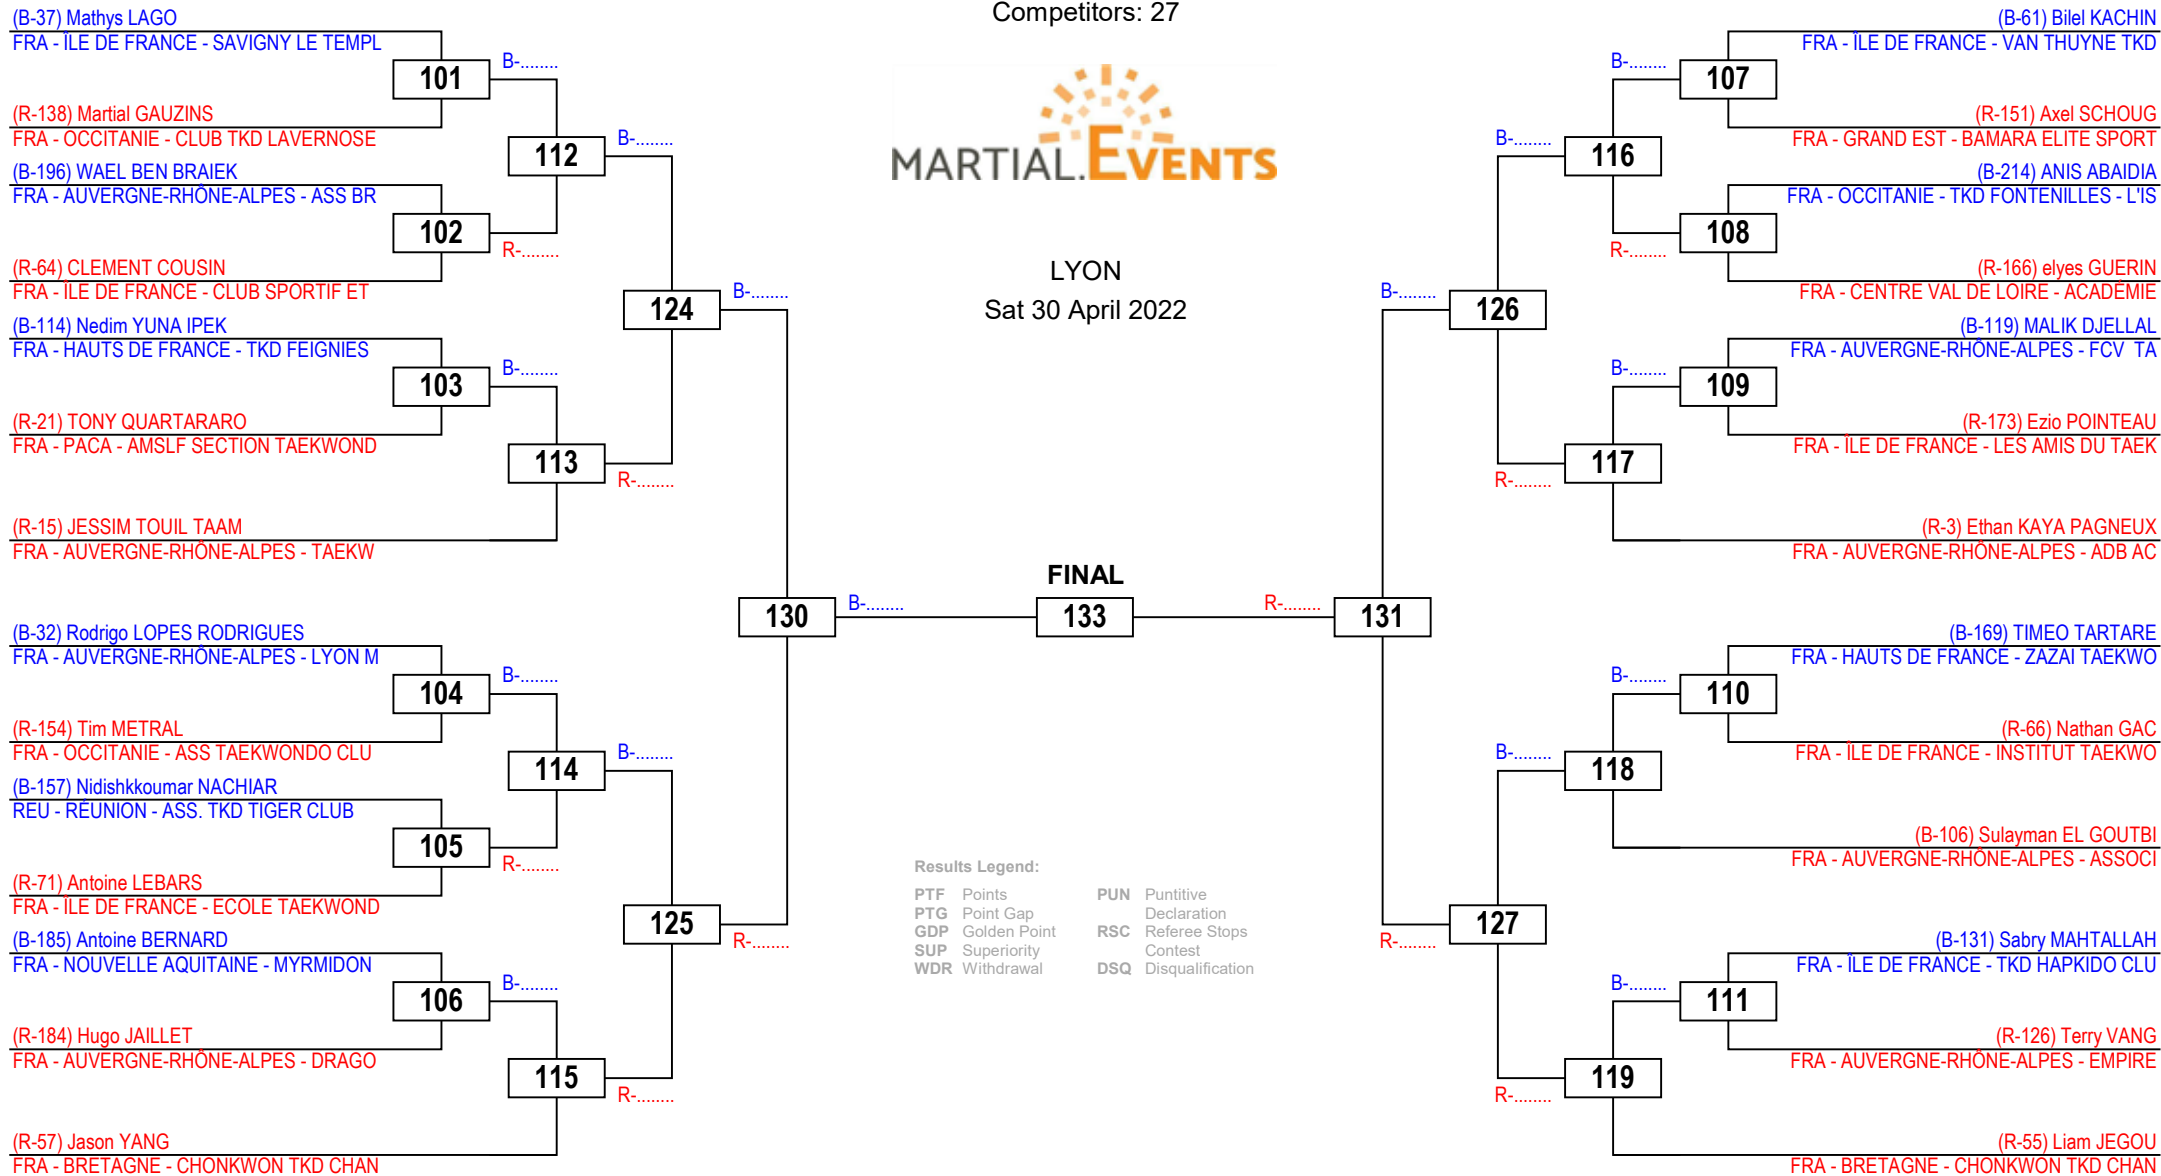 Competitors: 27
MARTIAL.EVENTS
LYON
Sat 30 April 2022
(B-37) Mathys LAGO
FRA - ÎLE DE FRANCE - SAVIGNY LE TEMPL
101
B-........
(R-138) Martial GAUZINS
FRA - OCCITANIE - CLUB TKD LAVERNOSE
112
B-........
(B-196) WAEL BEN BRAIEK
FRA - AUVERGNE-RHÔNE-ALPES - ASS BR
102
R-........
(R-64) CLEMENT COUSIN
FRA - ÎLE DE FRANCE - CLUB SPORTIF ET
124
B-........
(B-114) Nedim YUNA IPEK
FRA - HAUTS DE FRANCE - TKD FEIGNIES
103
B-........
(R-21) TONY QUARTARARO
FRA - PACA - AMSLF SECTION TAEKWOND
113
R-........
(R-15) JESSIM TOUIL TAAM
FRA - AUVERGNE-RHÔNE-ALPES - TAEKW
130
B-........
(B-32) Rodrigo LOPES RODRIGUES
FRA - AUVERGNE-RHÔNE-ALPES - LYON M
104
B-........
(R-154) Tim METRAL
FRA - OCCITANIE - ASS TAEKWONDO CLU
114
B-........
(B-157) Nidishkkoumar NACHIAR
REU - RÉUNION - ASS. TKD TIGER CLUB
105
R-........
(R-71) Antoine LEBARS
FRA - ÎLE DE FRANCE - ECOLE TAEKWOND
125
R-........
(B-185) Antoine BERNARD
FRA - NOUVELLE AQUITAINE - MYRMIDON
106
B-........
(R-184) Hugo JAILLET
FRA - AUVERGNE-RHÔNE-ALPES - DRAGO
115
R-........
(R-57) Jason YANG
FRA - BRETAGNE - CHONKWON TKD CHAN
FINAL
133
(B-61) Bilel KACHIN
FRA - ÎLE DE FRANCE - VAN THUYNE TKD
B-........
107
(R-151) Axel SCHOUG
FRA - GRAND EST - BAMARA ELITE SPORT
B-........
116
(B-214) ANIS ABAIDIA
FRA - OCCITANIE - TKD FONTENILLES - L'IS
R-........
108
(R-166) elyes GUERIN
FRA - CENTRE VAL DE LOIRE - ACADÉMIE
B-........
126
(B-119) MALIK DJELLAL
FRA - AUVERGNE-RHÔNE-ALPES - FCV  TA
B-........
109
(R-173) Ezio POINTEAU
FRA - ÎLE DE FRANCE - LES AMIS DU TAEK
R-........
117
(R-3) Ethan KAYA PAGNEUX
FRA - AUVERGNE-RHÔNE-ALPES - ADB AC
R-........
131
(B-169) TIMEO TARTARE
FRA - HAUTS DE FRANCE - ZAZAI TAEKWO
B-........
110
(R-66) Nathan GAC
FRA - ÎLE DE FRANCE - INSTITUT TAEKWO
B-........
118
(B-106) Sulayman EL GOUTBI
FRA - AUVERGNE-RHÔNE-ALPES - ASSOCI
R-........
127
(B-131) Sabry MAHTALLAH
FRA - ÎLE DE FRANCE - TKD HAPKIDO CLU
B-........
111
(R-126) Terry VANG
FRA - AUVERGNE-RHÔNE-ALPES - EMPIRE
R-........
119
(R-55) Liam JEGOU
FRA - BRETAGNE - CHONKWON TKD CHAN
Results Legend:
PTF Points
PTG Point Gap
GDP Golden Point
SUP Superiority
WDR Withdrawal
PUN Puntitive
Declaration
RSC Referee Stops
Contest
DSQ Disqualification